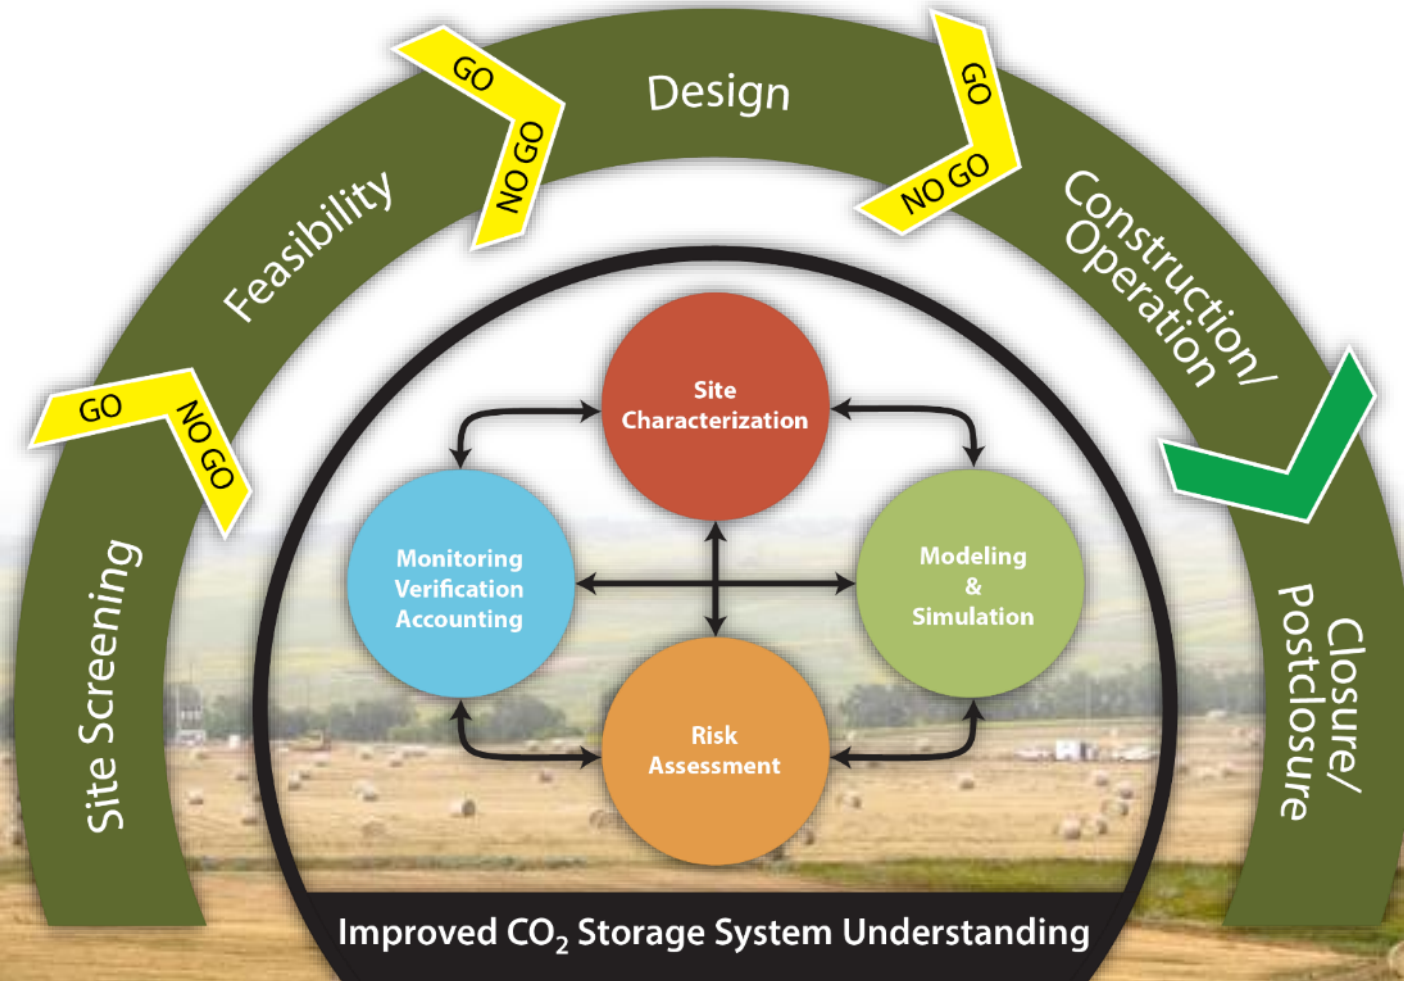 Site Screening
GO
NO GO
Feasibility
GO
NO GO
Design
GO
NO GO
Construction/
Operation
Closure/
Postclosure
Site
Characterization
Monitoring
Verification
Accounting
Modeling
&
Simulation
Risk
Assessment
Improved CO₂ Storage System Understanding